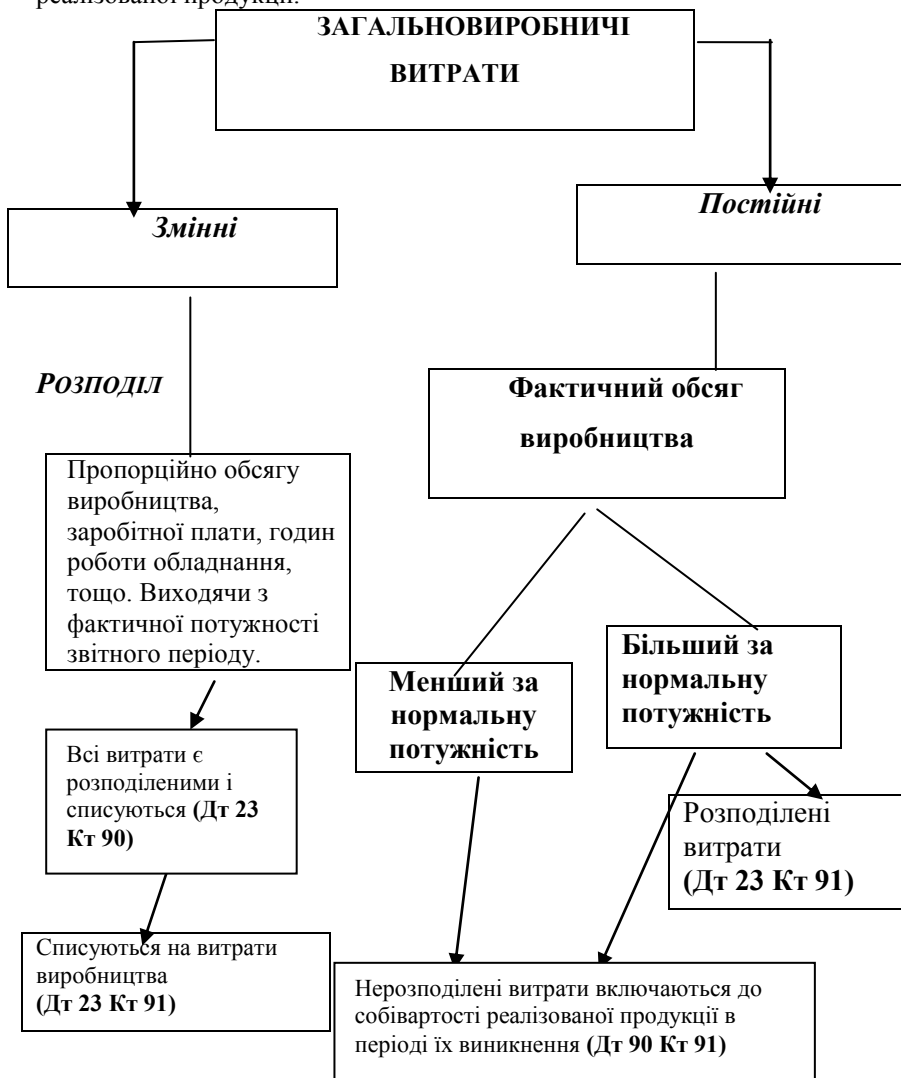 реалізованої продукції.
ЗАГАЛЬНОВИРОБНИЧІ
ВИТРАТИ
Змінні
Постійні
РОЗПОДІЛ
Фактичний обсяг
виробництва
Пропорційно обсягу
виробництва,
заробітної плати, годин
роботи обладнання,
тощо. Виходячи з
фактичної потужності
звітного періоду.
Менший за
нормальну
потужність
Більший за
нормальну
потужність
Всі витрати є
розподіленими і
списуються (Дт 23
Кт 90)
Розподілені
витрати
(Дт 23 Кт 91)
Списуються на витрати
виробництва
(Дт 23 Кт 91)
Нерозподілені витрати включаються до
собівартості реалізованої продукції в
періоді їх виникнення (Дт 90 Кт 91)